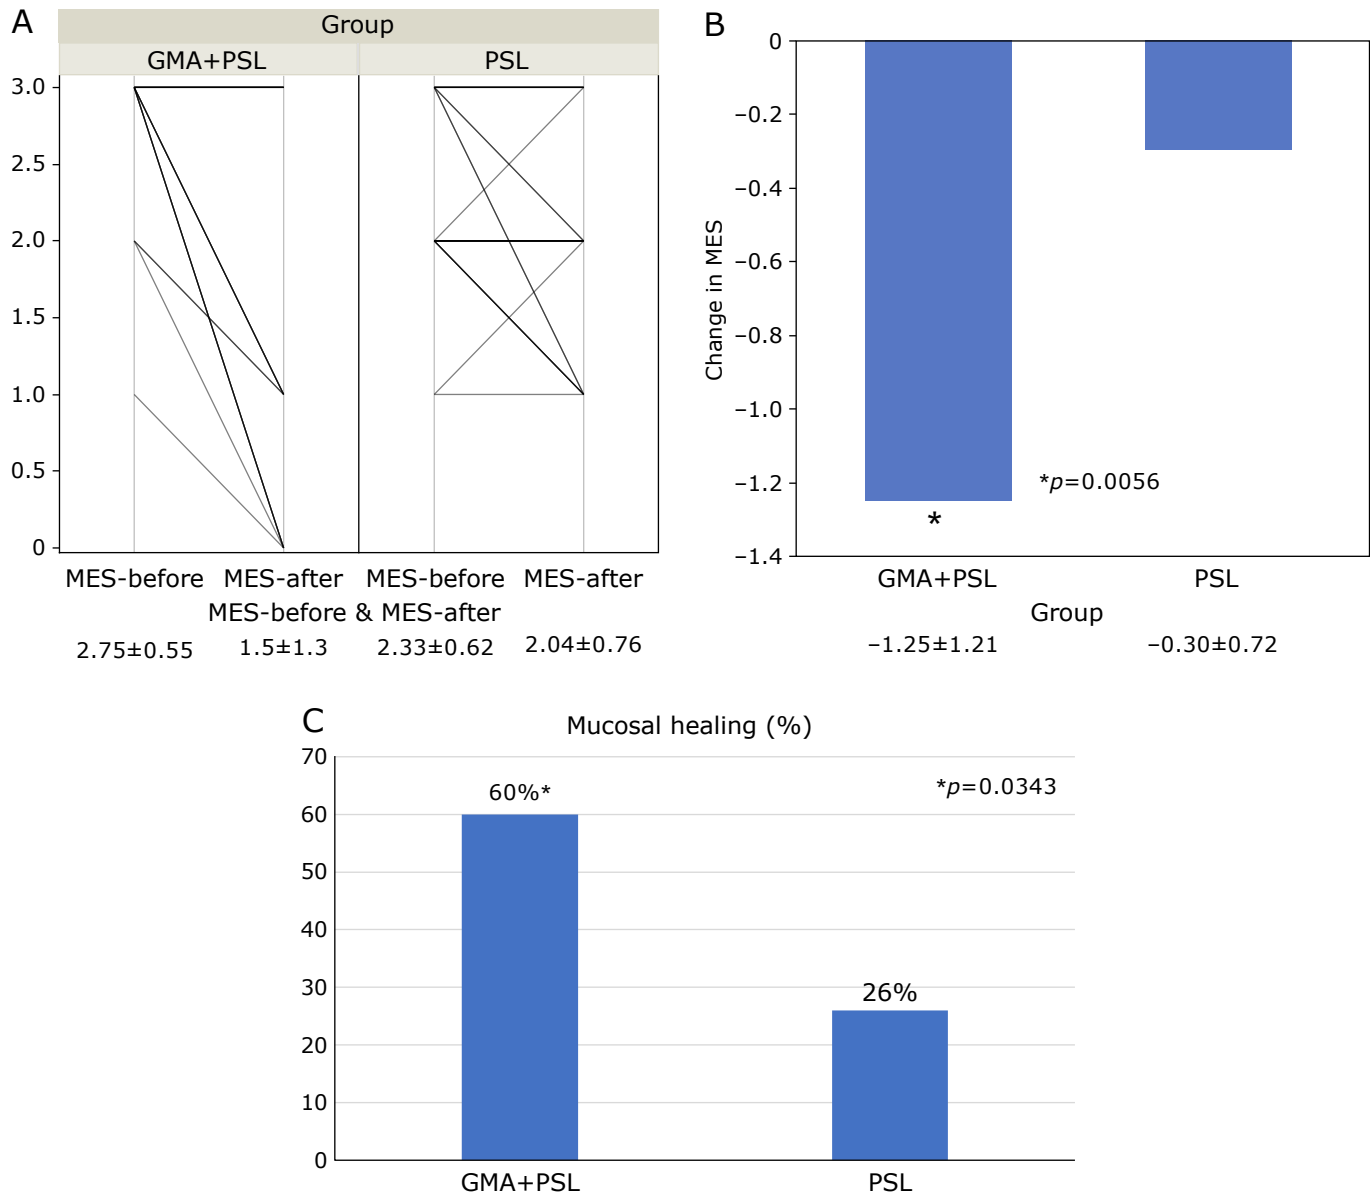 A
Group
GMA+PSL PSL
3.0
2.5
2.0
1.5
1.0
0.5
0
MES-before MES-after MES-before MES-after
MES-before & MES-after
2.75±0.55 1.5±1.3 2.33±0.62 2.04±0.76
B
Change in MES
0
−0.2
−0.4
−0.6
−0.8
−1.0
−1.2
−1.4
*p=0.0056
*
GMA+PSL PSL
Group
−1.25±1.21 −0.30±0.72
C
Mucosal healing (%)
70
60
50
40
30
20
10
0
60%*
*p=0.0343
26%
GMA+PSL PSL